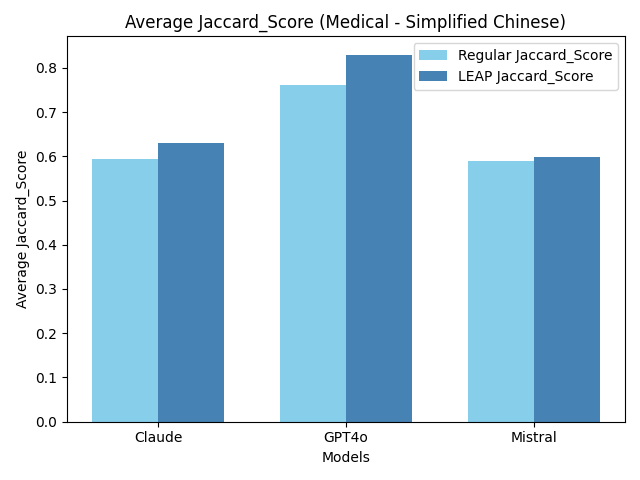 Average Jaccard_Score (Medical - Simplified Chinese)
Regular Jaccard_Score
LEAP Jaccard_Score
Average Jaccard_Score
0.8
0.7
0.6
0.5
0.4
0.3
0.2
0.1
0.0
Claude
GPT4o
Mistral
Models